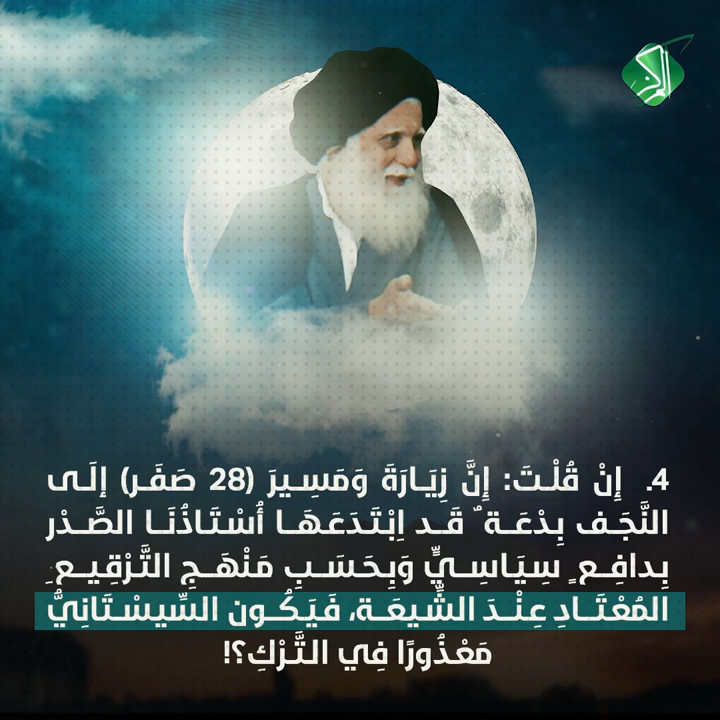 4. إِنْ قُلْتَ: إِنَّ زِيَارَةَ وَمَسِيرَ (28 صَفَر) إلَى
النَّجَف بِدْعَةٌ قَد اِبْتَدَعَهَا أُسْتَاذُنَا الصَّدْر
بِدافِعٍ سِيَاسِيٍّ وَبِحَسَبِ مَنْهَجِ التَّرْقِيعِ
المُعْتَادِ عِنْدَ الشِّيعَة، فَيَكُون السِّيسْتَانِيُّ
مَعْذُورًا فِي التَّرْكِ؟!